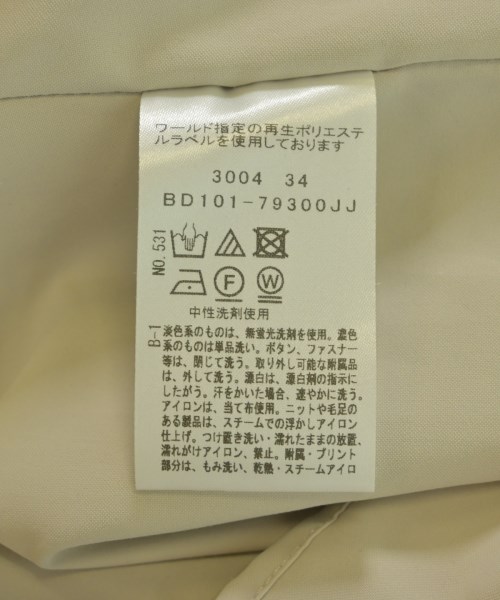 ワールド指定の再生ポリエステ
ルラベルを使用しております
3004 34
BD101-79300JJ
NO.531
F W
中性洗剤使用
B-1
淡色系のものは、無蛍光洗剤を使用。濃色
系のものは単品洗い。ボタン、ファスナー
等は、閉じて洗う。取り外し可能な附属品
は、外して洗う。漂白は、漂白剤の指示に
したがう。汗をかいた場合、速やかに洗う。
アイロンは、当て布使用。ニットや毛足の
ある製品は、スチームでの浮かしアイロン
仕上げ。つけ置き洗い・濡れたままの放置、
濡れがけアイロン、禁止。附属・プリント
部分は、もみ洗い、乾熱・スチームアイロ